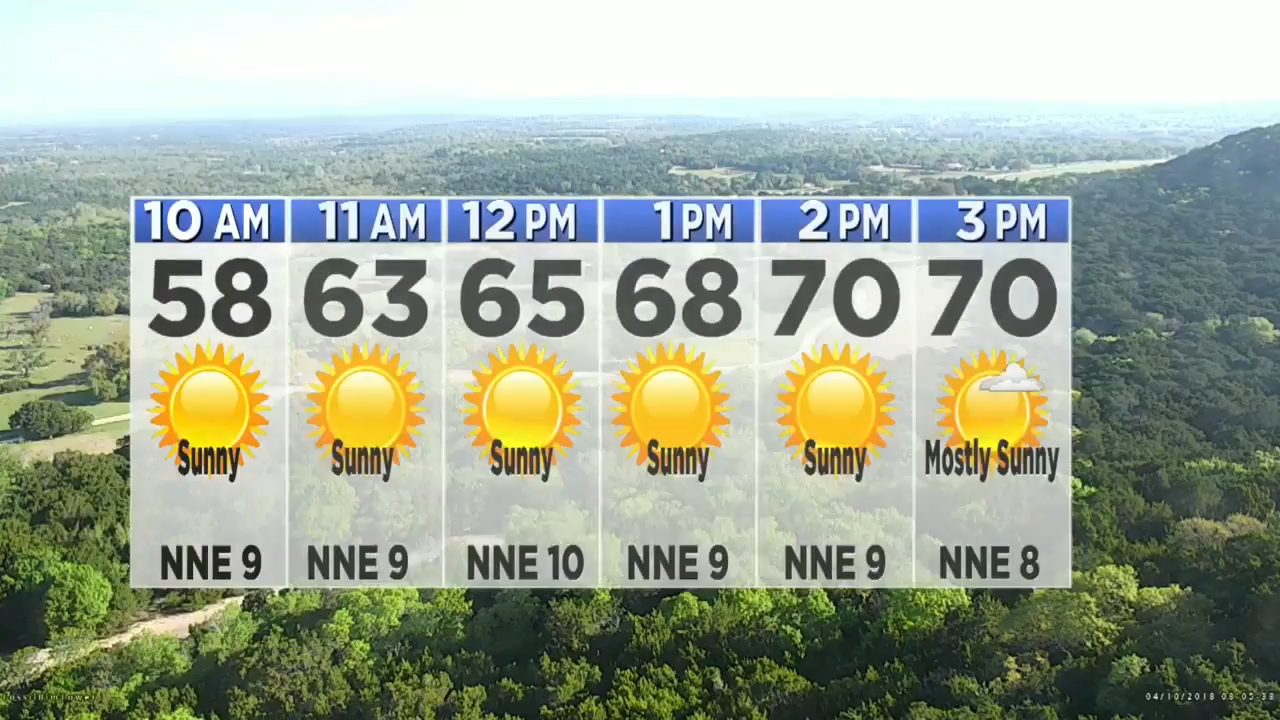 10 AM 11 AM 12 PM 1 PM 2 PM 3 PM
58 63 65 68 70 70
Sunny Sunny Sunny Sunny Sunny Mostly Sunny
NNE 9 NNE 9 NNE 10 NNE 9 NNE 9 NNE 8
04/10/2018 08:05:38